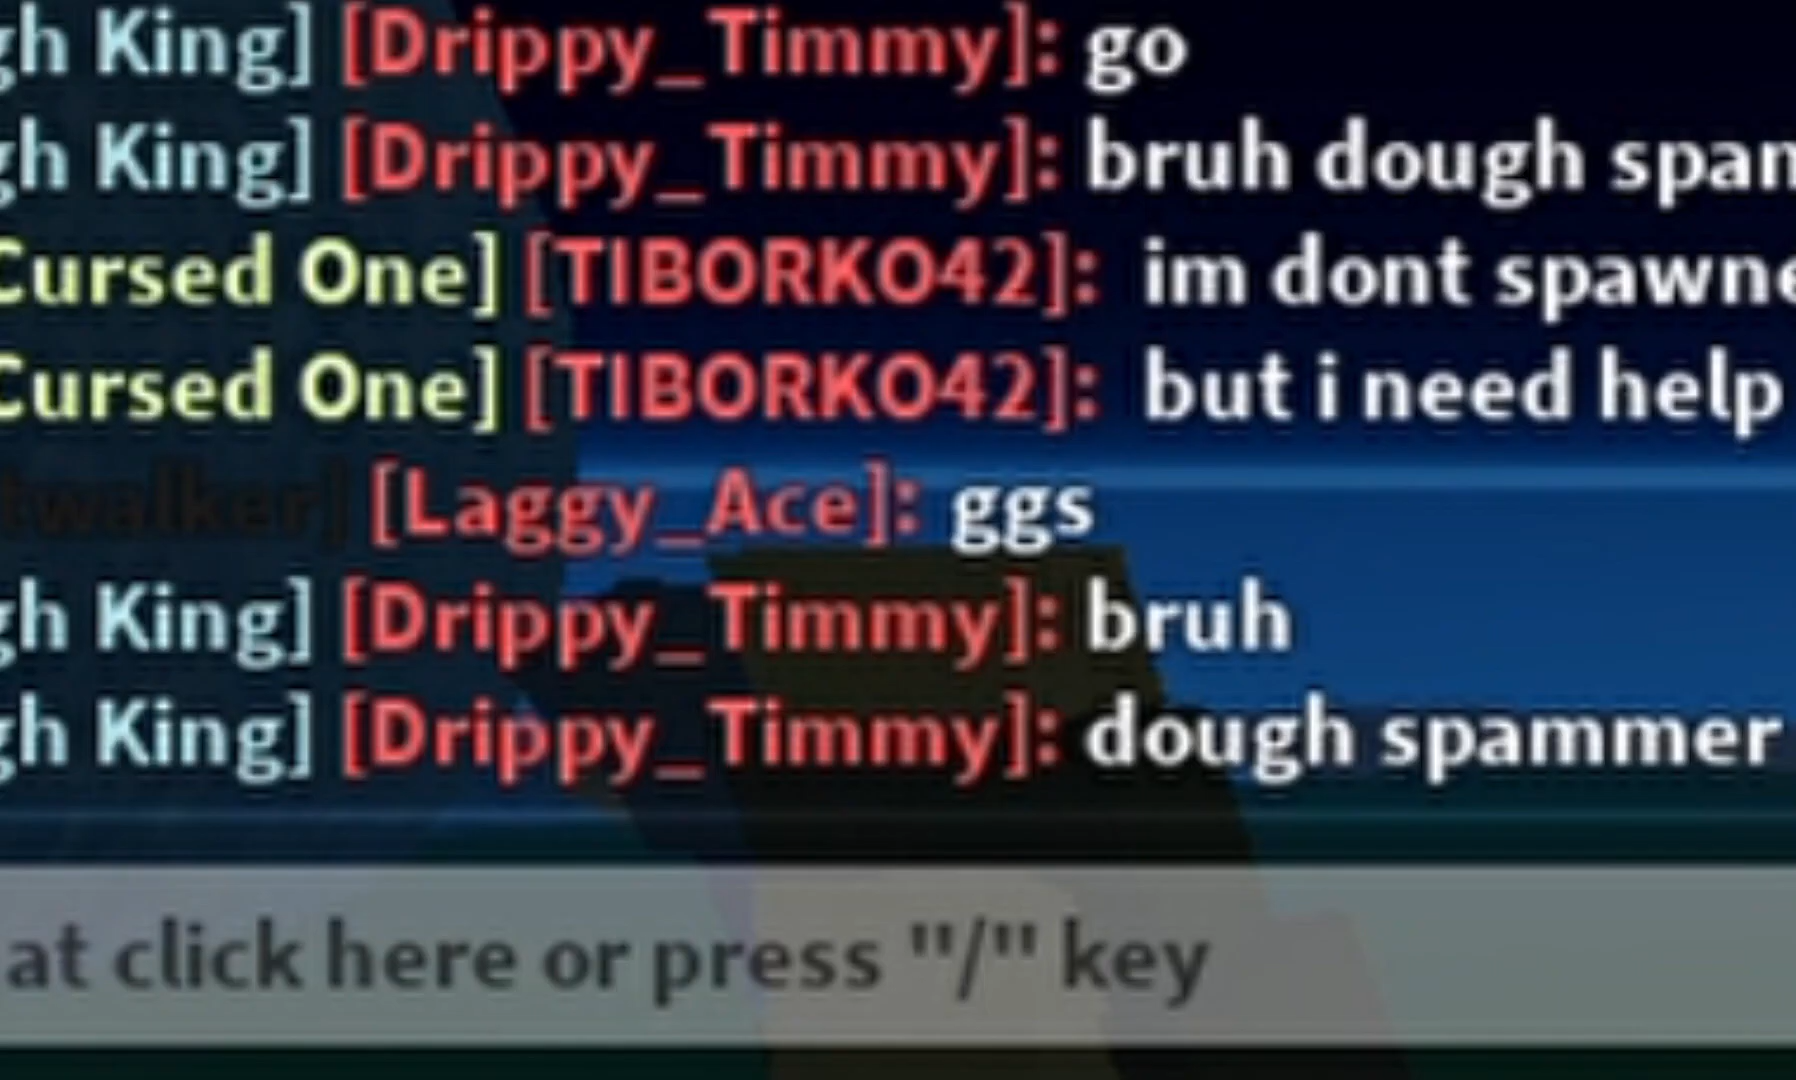 gh King] [Drippy_Timmy]: go
gh King] [Drippy_Timmy]: bruh dough spam
Cursed One] [TIBORKO42]: im dont spawne
Cursed One] [TIBORKO42]: but i need help
twalker] [Laggy_Ace]: ggs
gh King] [Drippy_Timmy]: bruh
gh King] [Drippy_Timmy]: dough spammer
at click here or press "/" key